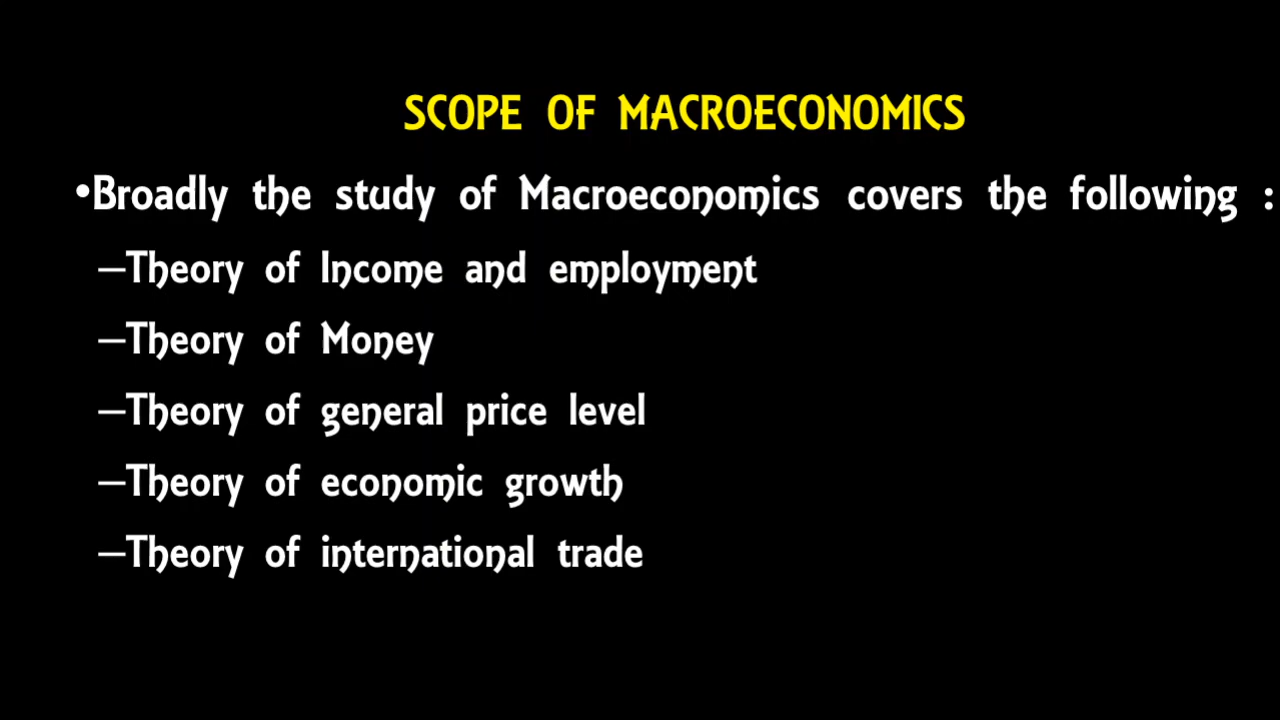 SCOPE OF MACROECONOMICS
•Broadly the study of Macroeconomics covers the following :
–Theory of Income and employment
–Theory of Money
–Theory of general price level
–Theory of economic growth
–Theory of international trade